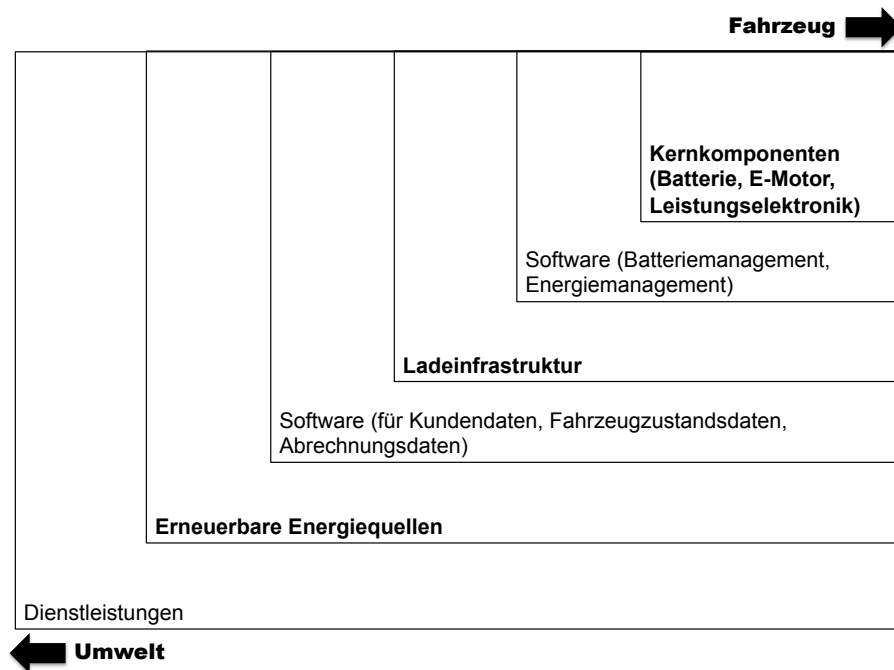 Fahrzeug
Kernkomponenten
(Batterie, E-Motor,
Leistungselektronik)
Software (Batteriemanagement,
Energiemanagement)
Ladeinfrastruktur
Software (für Kundendaten, Fahrzeugzustandsdaten,
Abrechnungsdaten)
Erneuerbare Energiequellen
Dienstleistungen
Umwelt